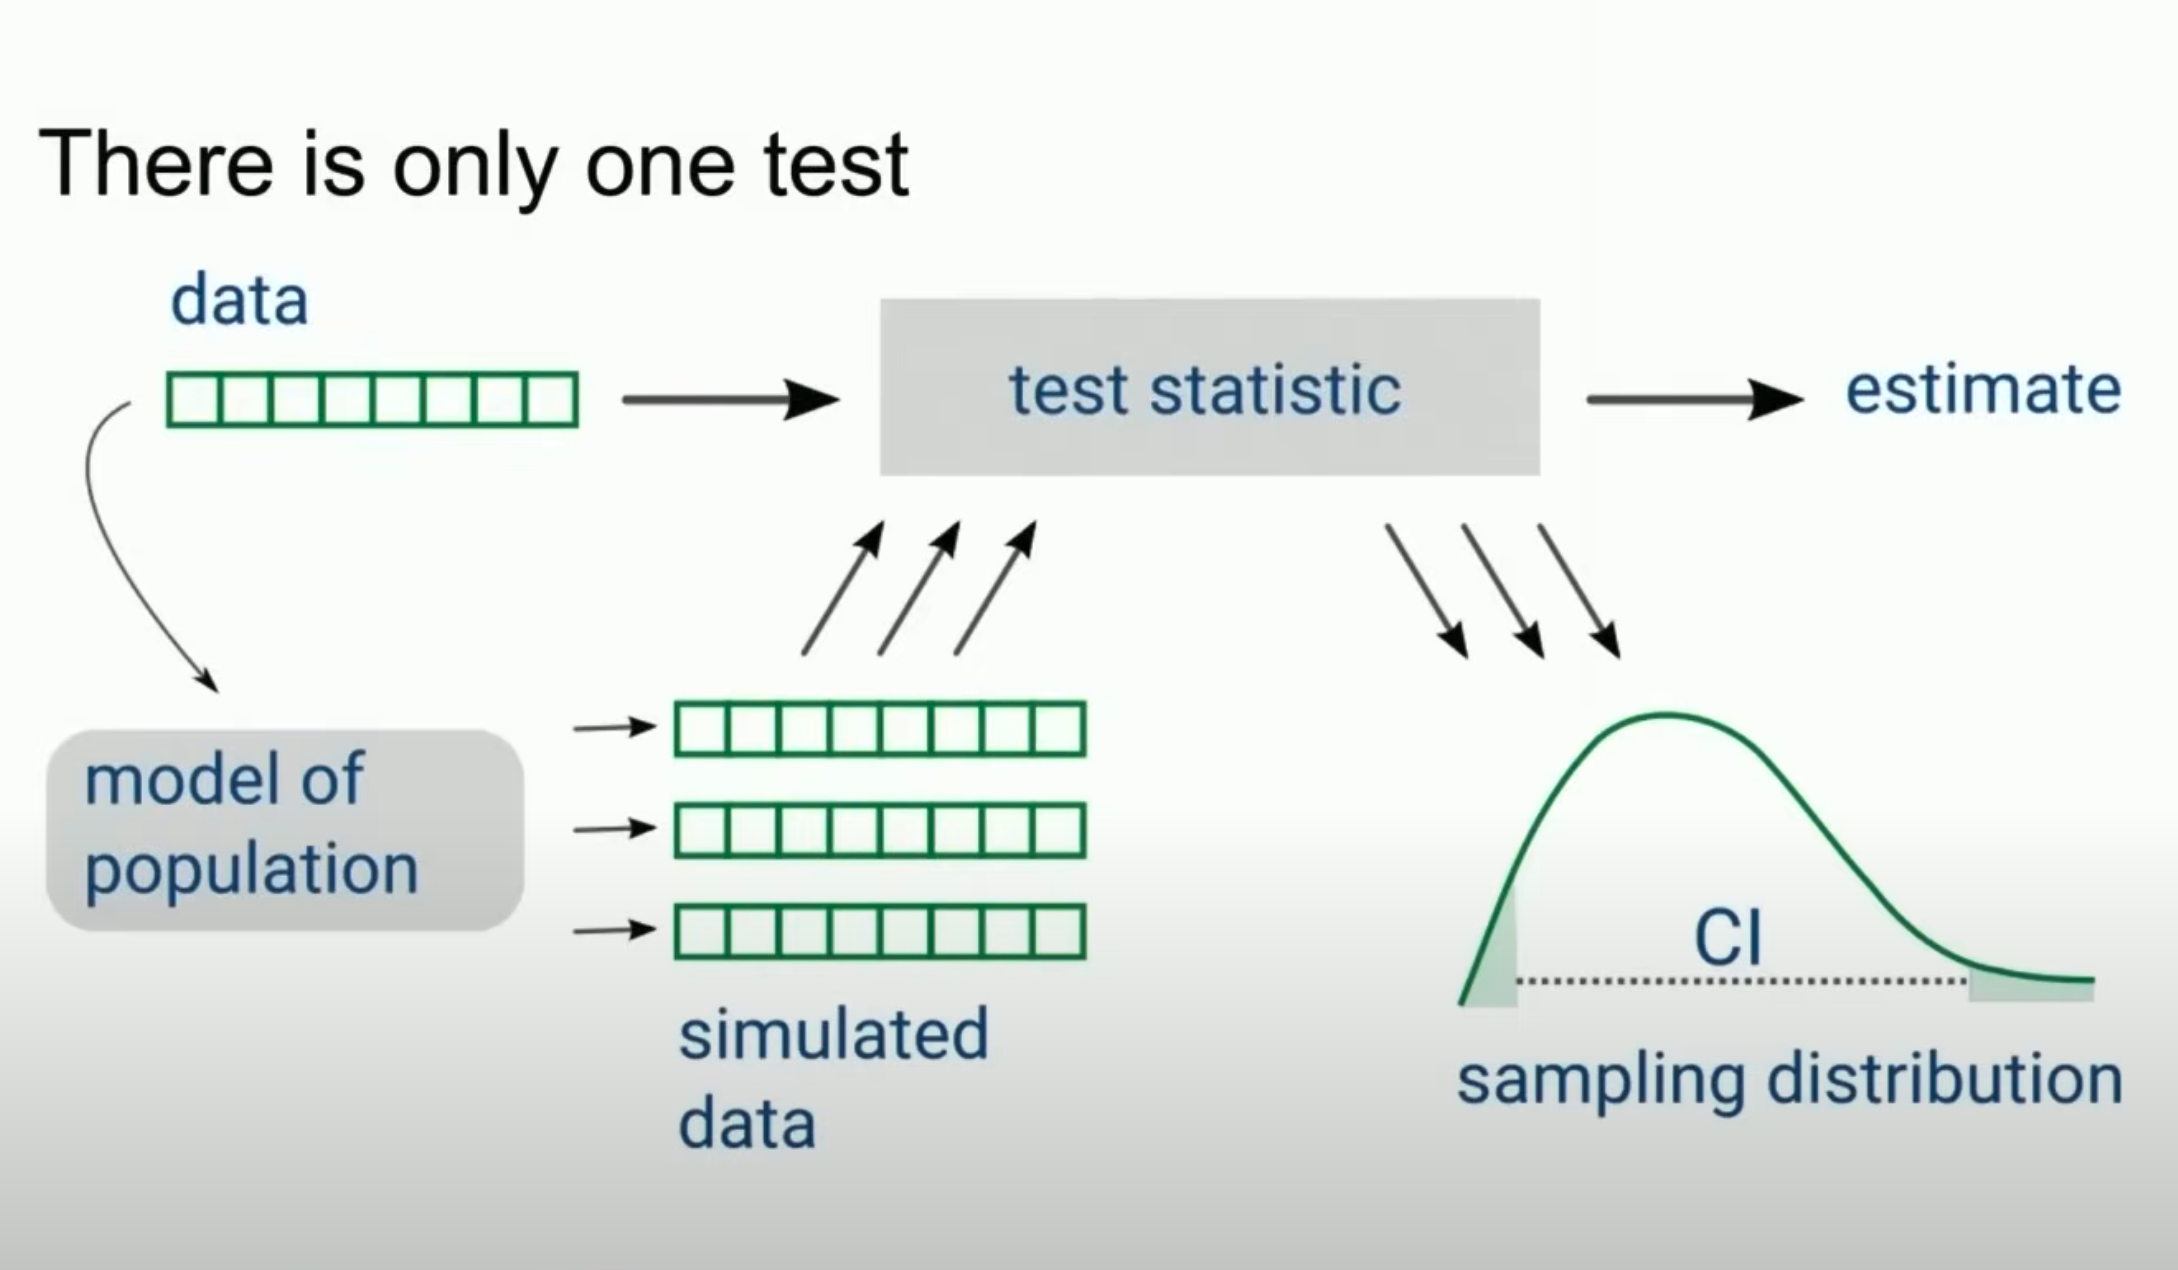 There is only one test
data
test statistic
estimate
model of
population
simulated
data
CI
sampling distribution